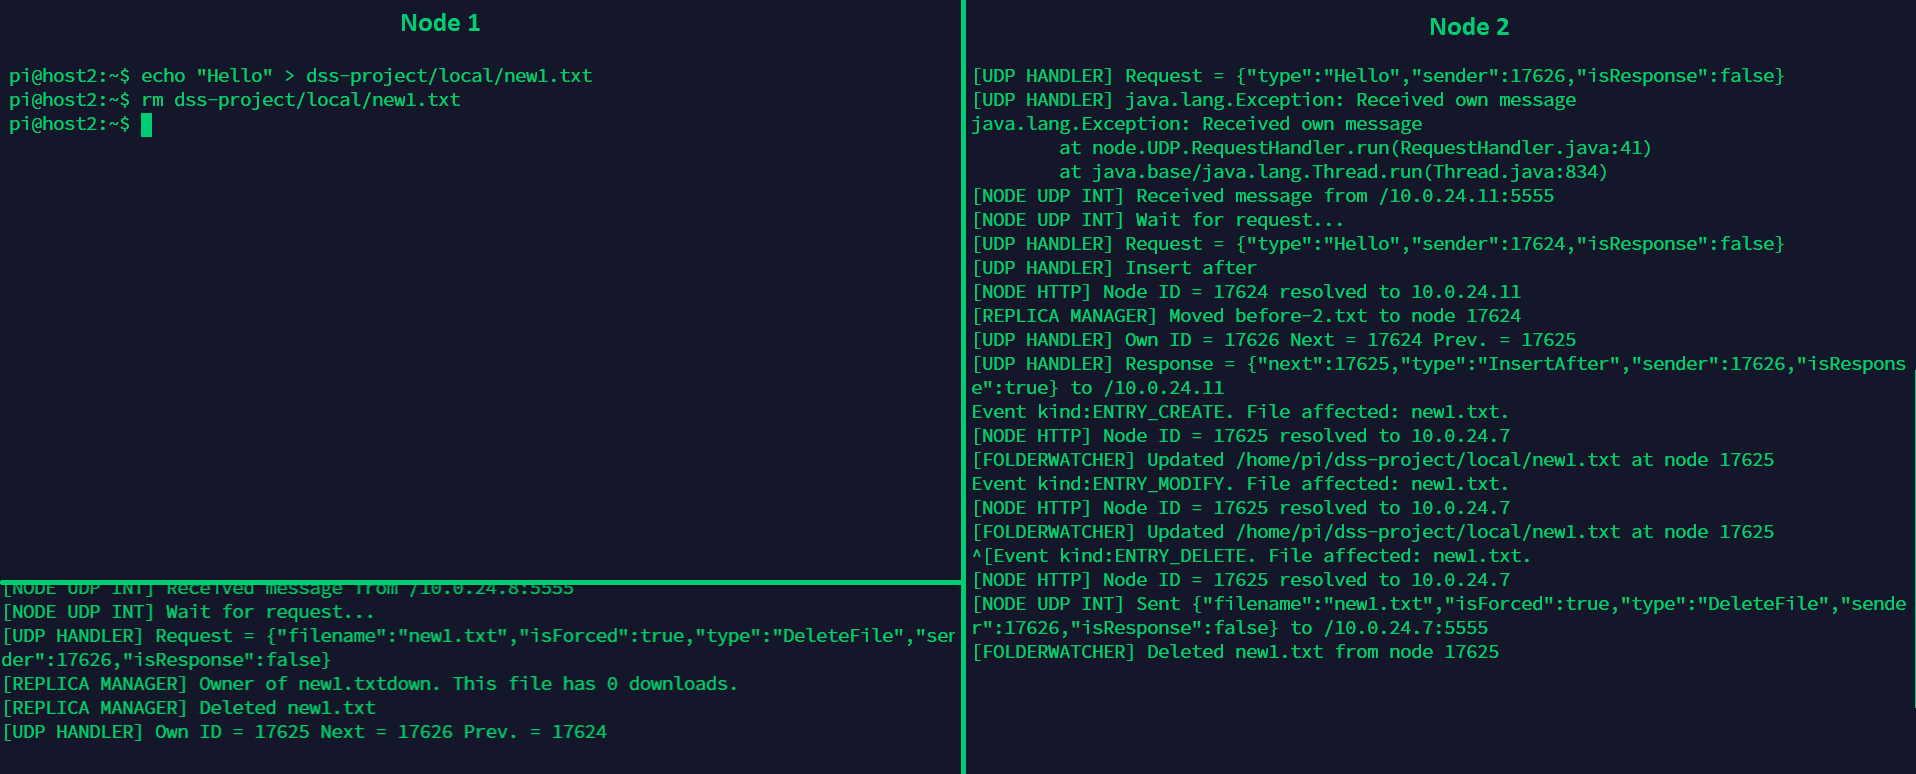 Node 1
pi@host2:~$ echo "Hello" > dss-project/local/new1.txt
pi@host2:~$ rm dss-project/local/new1.txt
pi@host2:~$
[NODE UDP INT] Received message from /10.0.24.8:5555
[NODE UDP INT] Wait for request...
[UDP HANDLER] Request = {"filename":"new1.txt","isForced":true,"type":"DeleteFile","sen
der":17626,"isResponse":false}
[REPLICA MANAGER] Owner of new1.txtdown. This file has 0 downloads.
[REPLICA MANAGER] Deleted new1.txt
[UDP HANDLER] Own ID = 17625 Next = 17626 Prev. = 17624
Node 2
[UDP HANDLER] Request = {"type":"Hello","sender":17626,"isResponse":false}
[UDP HANDLER] java.lang.Exception: Received own message
java.lang.Exception: Received own message
        at node.UDP.RequestHandler.run(RequestHandler.java:41)
        at java.base/java.lang.Thread.run(Thread.java:834)
[NODE UDP INT] Received message from /10.0.24.11:5555
[NODE UDP INT] Wait for request...
[UDP HANDLER] Request = {"type":"Hello","sender":17624,"isResponse":false}
[UDP HANDLER] Insert after
[NODE HTTP] Node ID = 17624 resolved to 10.0.24.11
[REPLICA MANAGER] Moved before-2.txt to node 17624
[UDP HANDLER] Own ID = 17626 Next = 17624 Prev. = 17625
[UDP HANDLER] Response = {"next":17625,"type":"InsertAfter","sender":17626,"isRespons
e":true} to /10.0.24.11
Event kind:ENTRY_CREATE. File affected: new1.txt.
[NODE HTTP] Node ID = 17625 resolved to 10.0.24.7
[FOLDERWATCHER] Updated /home/pi/dss-project/local/new1.txt at node 17625
Event kind:ENTRY_MODIFY. File affected: new1.txt.
[NODE HTTP] Node ID = 17625 resolved to 10.0.24.7
[FOLDERWATCHER] Updated /home/pi/dss-project/local/new1.txt at node 17625
^[Event kind:ENTRY_DELETE. File affected: new1.txt.
[NODE HTTP] Node ID = 17625 resolved to 10.0.24.7
[NODE UDP INT] Sent {"filename":"new1.txt","isForced":true,"type":"DeleteFile","sende
r":17626,"isResponse":false} to /10.0.24.7:5555
[FOLDERWATCHER] Deleted new1.txt from node 17625